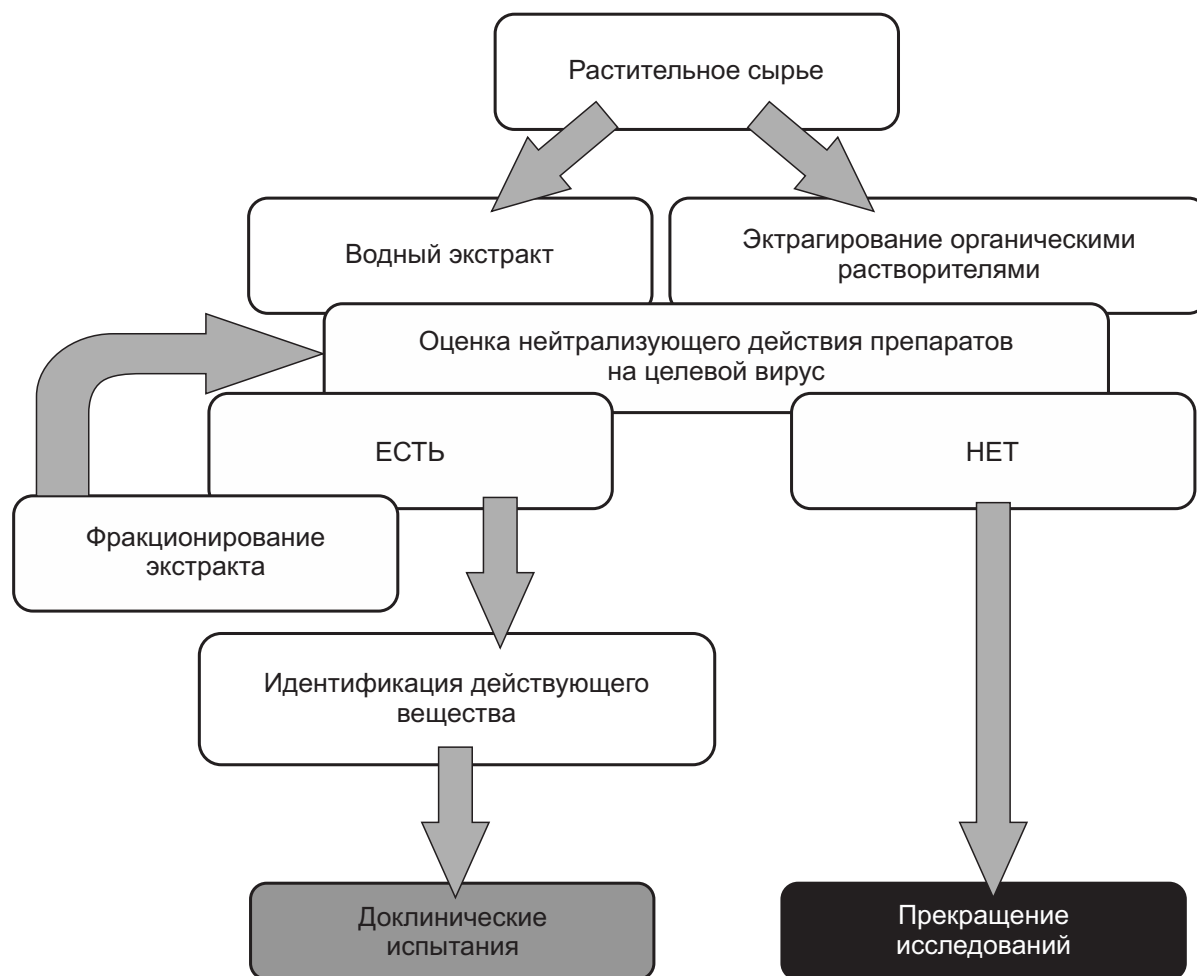 Растительное сырье
Водный экстракт
Эктрагирование органическими
растворителями
Оценка нейтрализующего действия препаратов
на целевой вирус
ЕСТЬ
НЕТ
Фракционирование
экстракта
Идентификация действующего
вещества
Доклинические
испытания
Прекращение
исследований